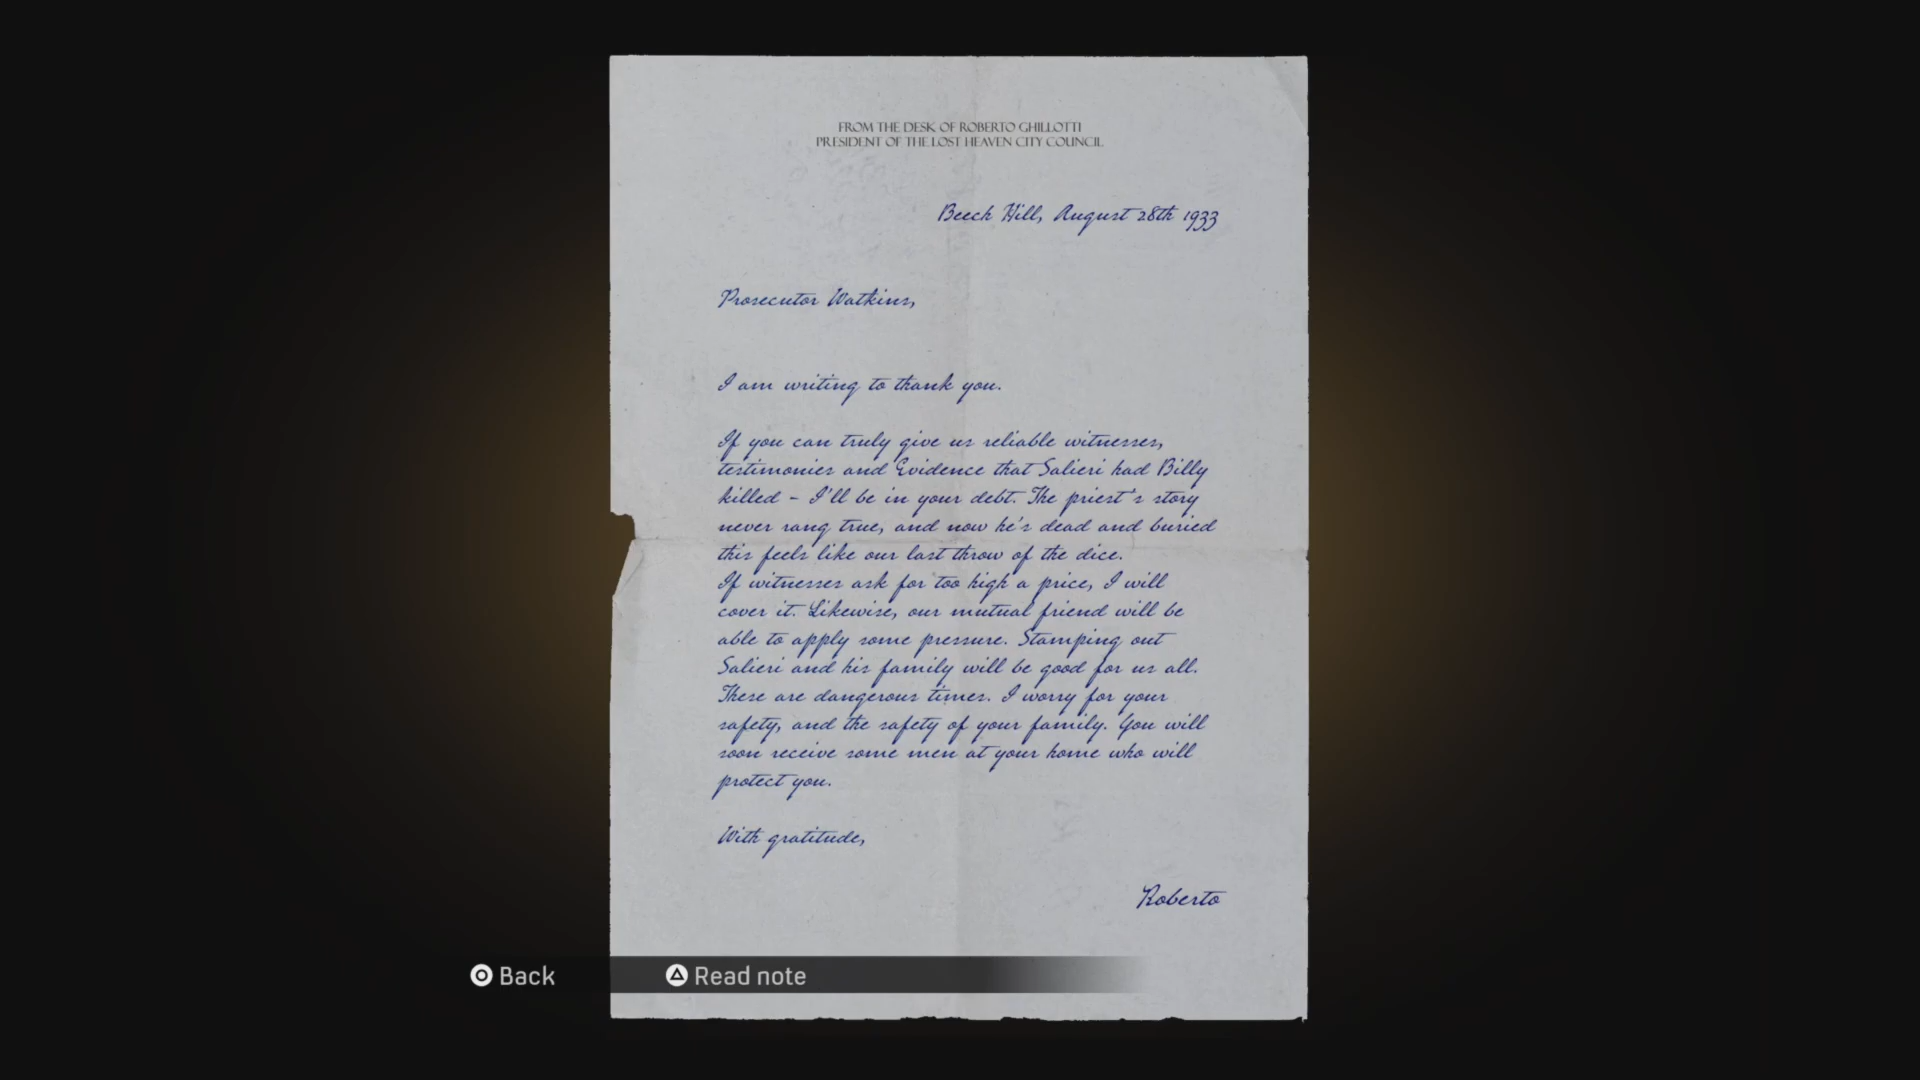 FROM THE DESK OF ROBERTO GHILLOTTI
PRESIDENT OF THE LOST HEAVEN CITY COUNCIL
Beech Hill, August 28th 1933
Prosecutor Watkins,
I am writing to thank you.
If you can truly give us reliable witnesses,
testimonies and Evidence that Salieri had Billy
killed - I'll be in your debt. The priest's story
never rang true, and now he's dead and buried
this feels like our last throw of the dice.
If witnesses ask for too high a price, I will
cover it. Likewise, our mutual friend will be
able to apply some pressure. Stamping out
Salieri and his family will be good for us all.
These are dangerous times. I worry for your
safety, and the safety of your family. You will
soon receive some men at your home who will
protect you.
With gratitude,
Roberto
Back
Read note